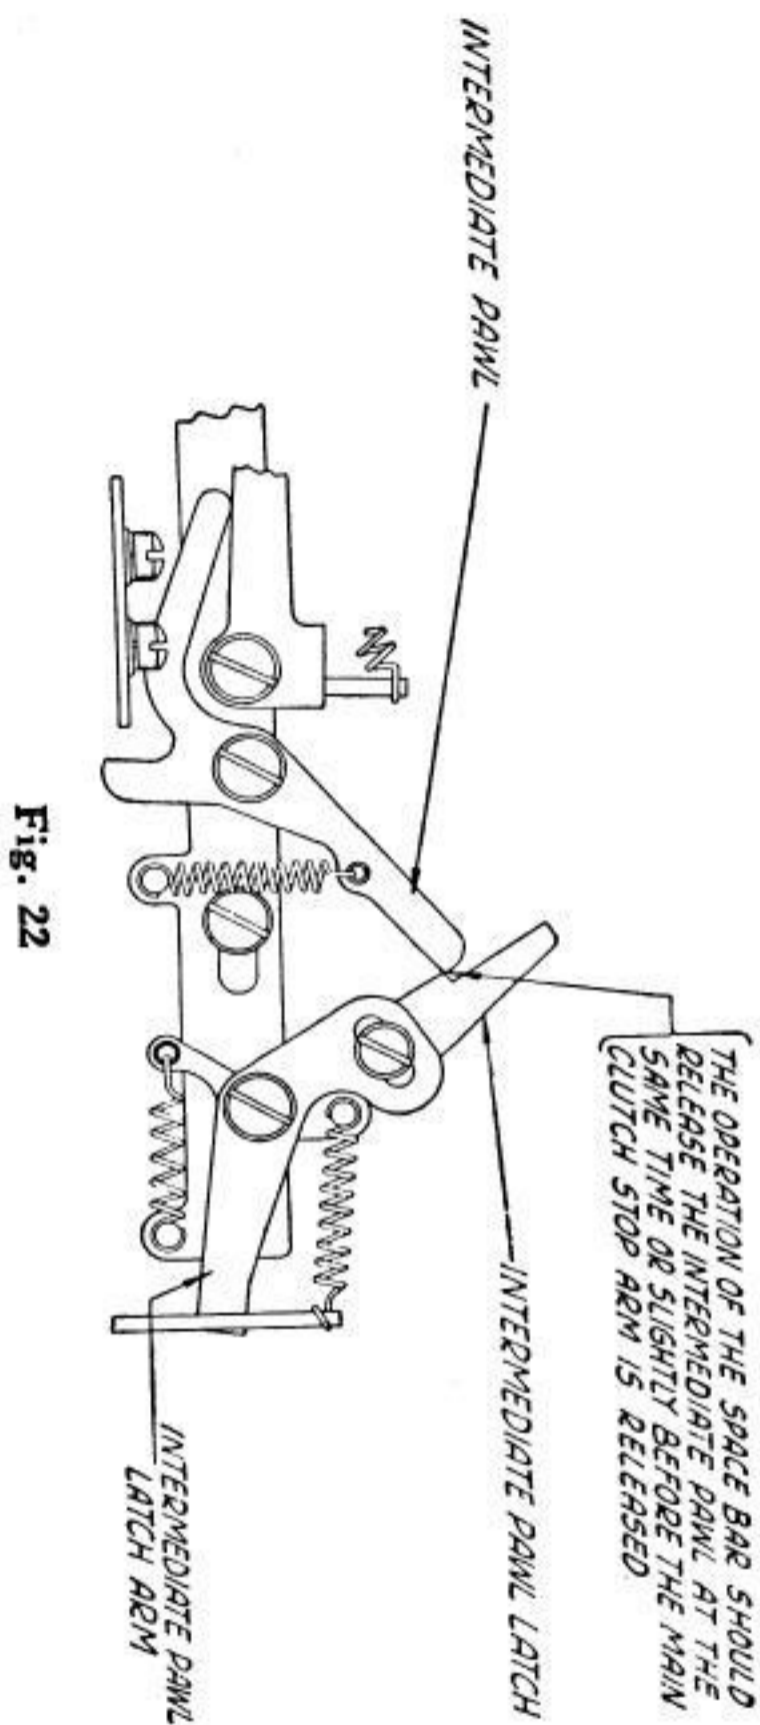 INTERMEDIATE PAWL
THE OPERATION OF THE SPACE BAR SHOULD
RELEASE THE INTERMEDIATE PAWL AT THE
SAME TIME OR SLIGHTLY BEFORE THE MAIN
CLUTCH STOP ARM IS RELEASED.
INTERMEDIATE PAWL LATCH
INTERMEDIATE PAWL
LATCH ARM
Fig. 22